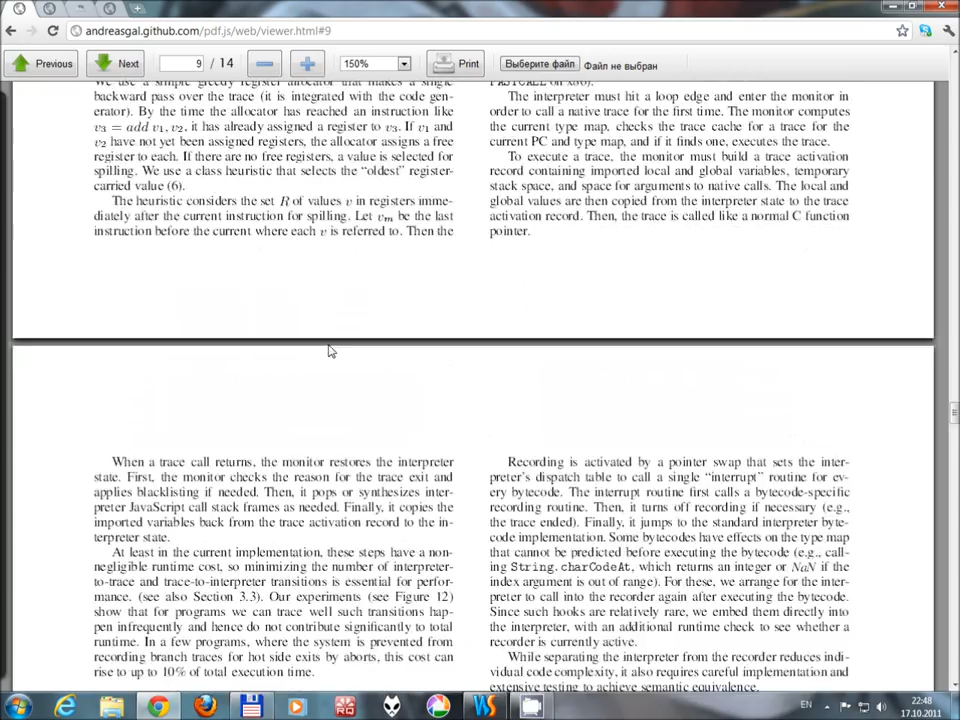 andreasgal.github.com/pdf.js/web/viewer.html#9
Previous
Next
9 / 14
150%
Print
Выберите файл
Файл не выбран
We use a simple greedy register allocator that makes a single
backward pass over the trace (it is integrated with the code gen-
erator). By the time the allocator has reached an instruction like
v3 = add v1, v2, it has already assigned a register to v3. If v1 and
v2 have not yet been assigned registers, the allocator assigns a free
register to each. If there are no free registers, a value is selected for
spilling. We use a class heuristic that selects the “oldest” register-
carried value (6).
The heuristic considers the set R of values v in registers imme-
diately after the current instruction for spilling. Let vm be the last
instruction before the current where each v is referred to. Then the
The interpreter must hit a loop edge and enter the monitor in
order to call a native trace for the first time. The monitor computes
the current type map, checks the trace cache for a trace for the
current PC and type map, and if it finds one, executes the trace.
To execute a trace, the monitor must build a trace activation
record containing imported local and global variables, temporary
stack space, and space for arguments to native calls. The local and
global values are then copied from the interpreter state to the trace
activation record. Then, the trace is called like a normal C function
pointer.
When a trace call returns, the monitor restores the interpreter
state. First, the monitor checks the reason for the trace exit and
applies blacklisting if needed. Then, it pops or synthesizes inter-
preter JavaScript call stack frames as needed. Finally, it copies the
imported variables back from the trace activation record to the in-
terpreter state.
At least in the current implementation, these steps have a non-
negligible runtime cost, so minimizing the number of interpreter-
to-trace and trace-to-interpreter transitions is essential for perfor-
mance. (see also Section 3.3). Our experiments (see Figure 12)
show that for programs we can trace well such transitions hap-
pen infrequently and hence do not contribute significantly to total
runtime. In a few programs, where the system is prevented from
recording branch traces for hot side exits by aborts, this cost can
rise to up to 10% of total execution time.
Recording is activated by a pointer swap that sets the inter-
preter’s dispatch table to call a single “interrupt” routine for ev-
ery bytecode. The interrupt routine first calls a bytecode-specific
recording routine. Then, it turns off recording if necessary (e.g.,
the trace ended). Finally, it jumps to the standard interpreter byte-
code implementation. Some bytecodes have effects on the type map
that cannot be predicted before executing the bytecode (e.g., call-
ing String.charCodeAt, which returns an integer or NaN if the
index argument is out of range). For these, we arrange for the inter-
preter to call into the recorder again after executing the bytecode.
Since such hooks are relatively rare, we embed them directly into
the interpreter, with an additional runtime check to see whether a
recorder is currently active.
While separating the interpreter from the recorder reduces indi-
vidual code complexity, it also requires careful implementation and
extensive testing to achieve semantic equivalence.
EN
22:48
17.10.2011